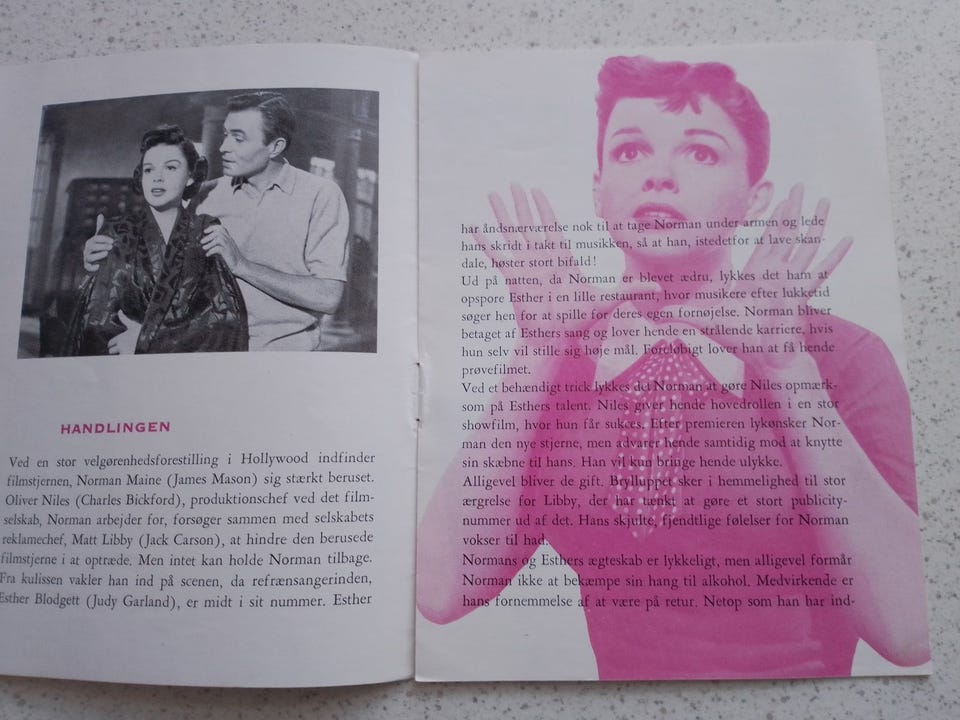 HANDLINGEN
Ved en stor velgørenhedsforestilling i Hollywood indfinder
filmstjernen, Norman Maine (James Mason) sig stærkt beruset.
Oliver Niles (Charles Bickford), produktionschef ved det film-
selskab, Norman arbejder for, forsøger sammen med selskabets
reklamechef, Matt Libby (Jack Carson), at hindre den berusede
filmstjerne i at optræde. Men intet kan holde Norman tilbage.
Fra kulissen vakler han ind på scenen, da refrænsangerinden,
Esther Blodgett (Judy Garland), er midt i sit nummer. Esther
har åndsnærværelse nok til at tage Norman under armen og lede
hans skridt i takt til musikken, så at han, istedetfor at lave skan-
dale, høster stort bifald!
Ud på natten, da Norman er blevet ædru, lykkes det ham at
opspore Esther i en lille restaurant, hvor musikere efter lukketid
søger hen for at spille for deres egen fornøjelse. Norman bliver
betaget af Esthers sang og lover hende en strålende karriere, hvis
hun selv vil stille sig høje mål. Foreløbigt lover han at få hende
prøvefilmet.
Ved et behændigt trick lykkes det Norman at gøre Niles opmærk-
som på Esthers talent. Niles giver hende hovedrollen i en stor
showfilm, hvor hun får sukces. Efter premieren lykønsker Nor-
man den nye stjerne, men advarer hende samtidig mod at knytte
sin skæbne til hans. Han vil kun bringe hende ulykke.
Alligevel bliver de gift. Brylluppet sker i hemmelighed til stor
ærgrelse for Libby, der har tænkt at gøre et stort publicity-
nummer ud af det. Hans skjulte, fjendtlige følelser for Norman
vokser til had.
Normans og Esthers ægteskab er lykkeligt, men alligevel formår
Norman ikke at bekæmpe sin hang til alkohol. Medvirkende er
hans fornemmelse af at være på retur. Netop som han har ind-